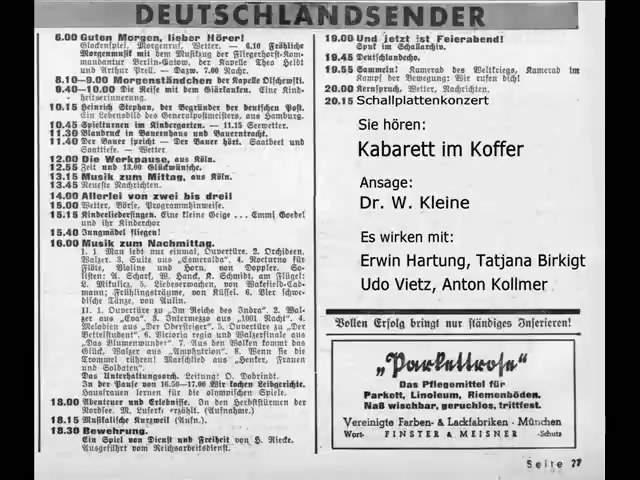 DEUTSCHLANDSENDER
6.00 Guten Morgen, lieber Hörer!
Glockenspiel, Morgenruf, Wetter. — 6.10 Fröhliche
Morgenmusik mit dem Musikzug der Fliegerhorst-Kom-
mandantur Berlin-Gatow, der Kapelle Theo Heldt
und Arthur Prell. — Dazw. 7.00 Nachr.
8.10—9.00 Morgenständchen der Kapelle Olschewski.
9.40—10.00 Die Reise mit dem Giärkanken. Eine Kin-
heitserinnerung.
10.15 Heinrich Stephan, der Begründer der deutschen Post.
Ein Lebensbild des Generalpostmeisters, aus Hamburg.
10.45 Spielturnen im Kindergarten. — 11.15 Seewetter.
11.30 Blaudruck in Bauernhaus und Bauerntracht.
11.40 Der Bauer spricht — Der Bauer hört. Saatbeet und
Saattiefe. — Wetter.
12.00 Die Werkpause, aus Köln.
12.55 Zeit und 13.00 Glückwünsche.
13.15 Musik zum Mittag, aus Köln.
13.45 Neueste Nachrichten.
14.00 Allerlei von zwei bis drei!
15.00 Wetter, Börse, Programmhinweise.
15.15 Kinderliedersingen. Eine kleine Geige . . . Emmi Goedel
und ihr Kinderchor
15.40 Jungmädel fliegen!
16.00 Musik zum Nachmittag.
I. 1. Man lebt nur einmal, Ouvertüre. 2. Orchideen,
Walzer. 3. Suite aus „Esmeralda". 4. Nocturno für
Flöte, Violine und Horn, von Doppler. So-
listen: A. Scharf, W. Hand, K. Schmidt, am Flügel:
L. Mikulicz. 5. Liebeserwachen, von Wakefield-Cad-
mann; Frühlingsträume, von Küssel. 6. Vier schwe-
dische Tänze, von Aulin.
II. 1. Ouvertüre zu „Im Reiche des Indra". 2. Wal-
zer aus „Eva". 3. Intermezzo aus „1001 Nacht". 4.
Melodien aus „Der Obersteiger". 5. Ouvertüre zu „Der
Bettelstudent". 6. Victoria regia und Walzerfinale aus
„Das Blumenwunder". 7. Aus den Wolken kommt das
Glück, Walzer aus „Amphytrion". 8. Wenn sie die
Trommel rühren! Marschlied aus „Henker, Frauen
und Soldaten".
Das Unterhaltungsorch. Leitung: O. Dobrindt.
In der Pause von 16.50—17.00 Wir kochen Leibgerichte.
Hausfrauen lernen für die olympischen Spiele.
18.00 Abenteuer und Erlebnisse. In den Herbststürmen der
Nordsee. M. Luserke erzählt. (Aufnahme.)
18.15 Musikalische Kurzweil (Aufn.).
18.30 Bewehrung.
Ein Spiel von Dienst und Freiheit von H. Riecke.
Ausgeführt vom Reichsarbeitsdienst.
19.00 Und jetzt ist Feierabend!
Spuk im Schallarchiv.
19.45 Deutschlandecho.
19.55 Sammeln! Kamerad des Weltkriegs, Kamerad im
Kampf der Bewegung: Wir rufen dich!
20.00 Kernspruch, Wetter, Nachrichten.
20.15 Schallplattenkonzert
Sie hören:
Kabarett im Koffer
Ansage:
Dr. W. Kleine
Es wirken mit:
Erwin Hartung, Tatjana Birkigt
Udo Vietz, Anton Kollmer
Vollen Erfolg bringt nur ständiges Inserieren!
„Parkettrose"
Das Pflegemittel für
Parkett, Linoleum, Riemenböden.
Naß wischbar, geruchlos, trittfest.
Vereinigte Farben- & Lackfabriken · München
Wort- FINSTER & MEISNER -Schutz
Seite 27